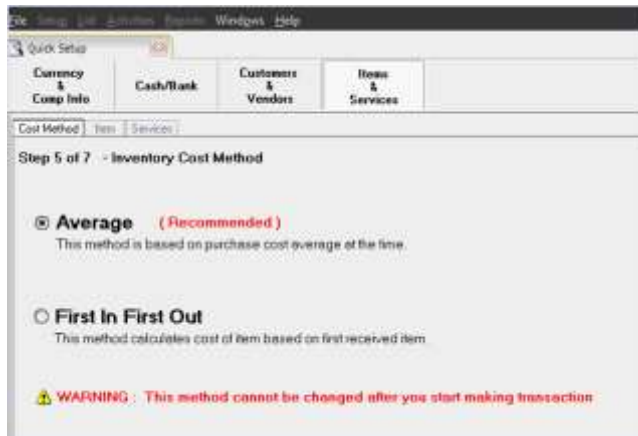 File Setup List Activities Reports Windows Help
Quick Setup
Currency & Comp Info
Cash/Bank
Customers & Vendors
Items & Services
Cost Method Item Services
Step 5 of 7 - Inventory Cost Method
Average (Recommended)
This method is based on purchase cost average at the time.
First In First Out
This method calculates cost of item based on first received item
WARNING : This method cannot be changed after you start making transaction